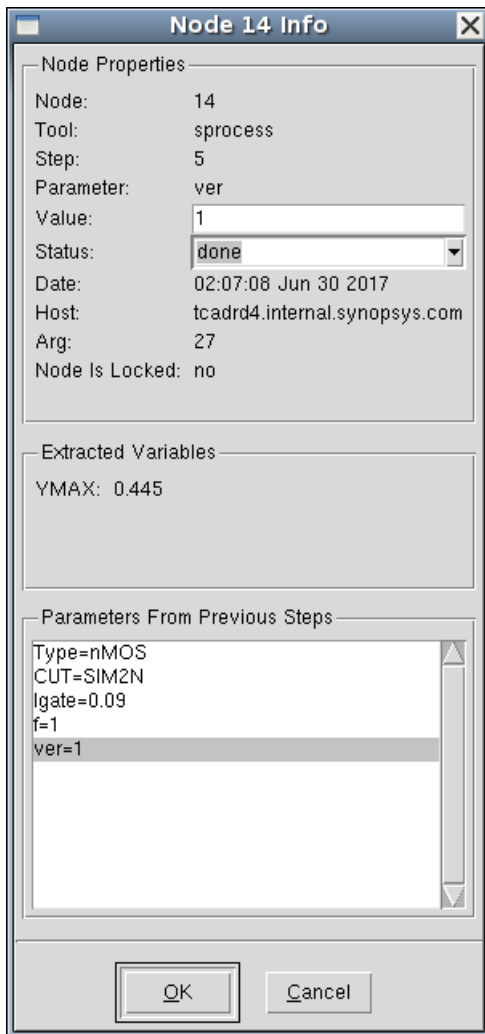 Node 14 Info
Node Properties
Node: 14
Tool: sprocess
Step: 5
Parameter: ver
Value: 1
Status: done
Date: 02:07:08 Jun 30 2017
Host: tcadrd4.internal.synopsys.com
Arg: 27
Node Is Locked: no
Extracted Variables
YMAX: 0.445
Parameters From Previous Steps
Type=nMOS
CUT=SIM2N
lgate=0.09
f=1
ver=1
OK Cancel